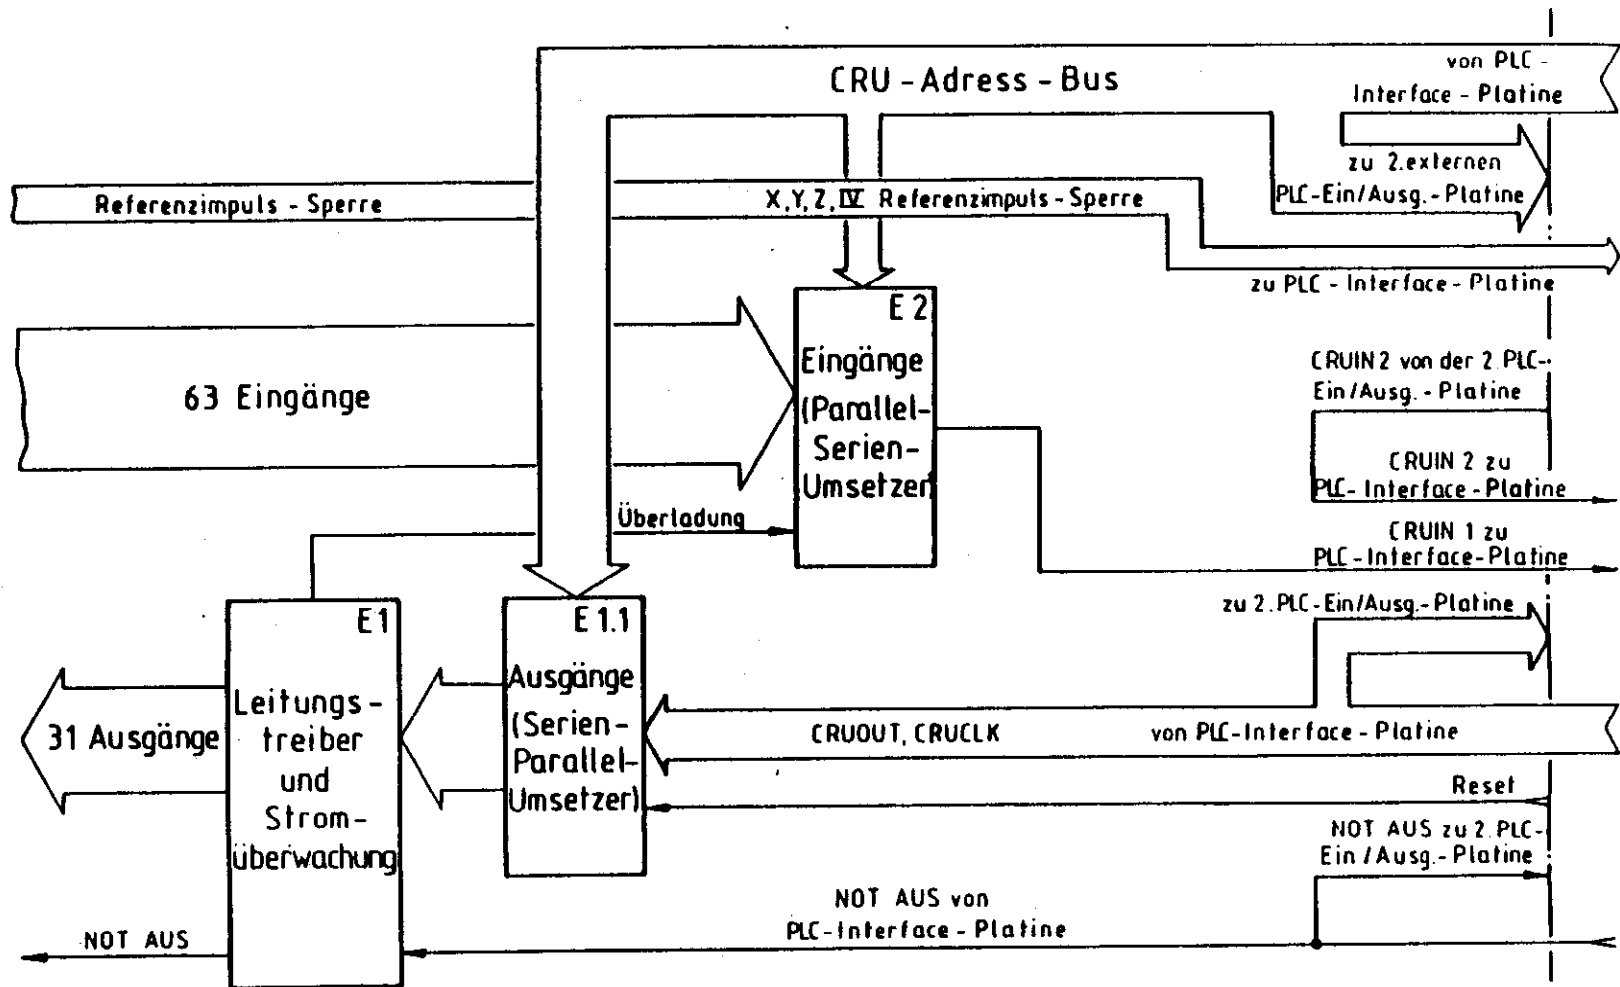 von PLC -
Interface - Platine
CRU - Adress - Bus
zu 2.externen
PLC-Ein/Ausg.-Platine
Referenzimpuls - Sperre
X,Y,Z,IV Referenzimpuls - Sperre
zu PLC - Interface - Platine
E 2
Eingänge
(Parallel-
Serien-
Umsetzer
63 Eingänge
CRUIN 2 von der 2. PLC-
Ein/Ausg. - Platine
CRUIN 2 zu
PLC- Interface - Platine
Überladung
CRUIN 1 zu
PLC-Interface-Platine
zu 2.PLC-Ein/Ausg.-Platine
E 1
Leitungs -
treiber
und
Strom-
überwachung
E 1.1
Ausgänge
(Serien-
Parallel-
Umsetzer)
31 Ausgänge
CRUOUT, CRUCLK
von PLC-Interface - Platine
Reset
NOT AUS zu 2. PLC-
Ein / Ausg.- Platine
NOT AUS von
PLC-Interface - Platine
NOT AUS